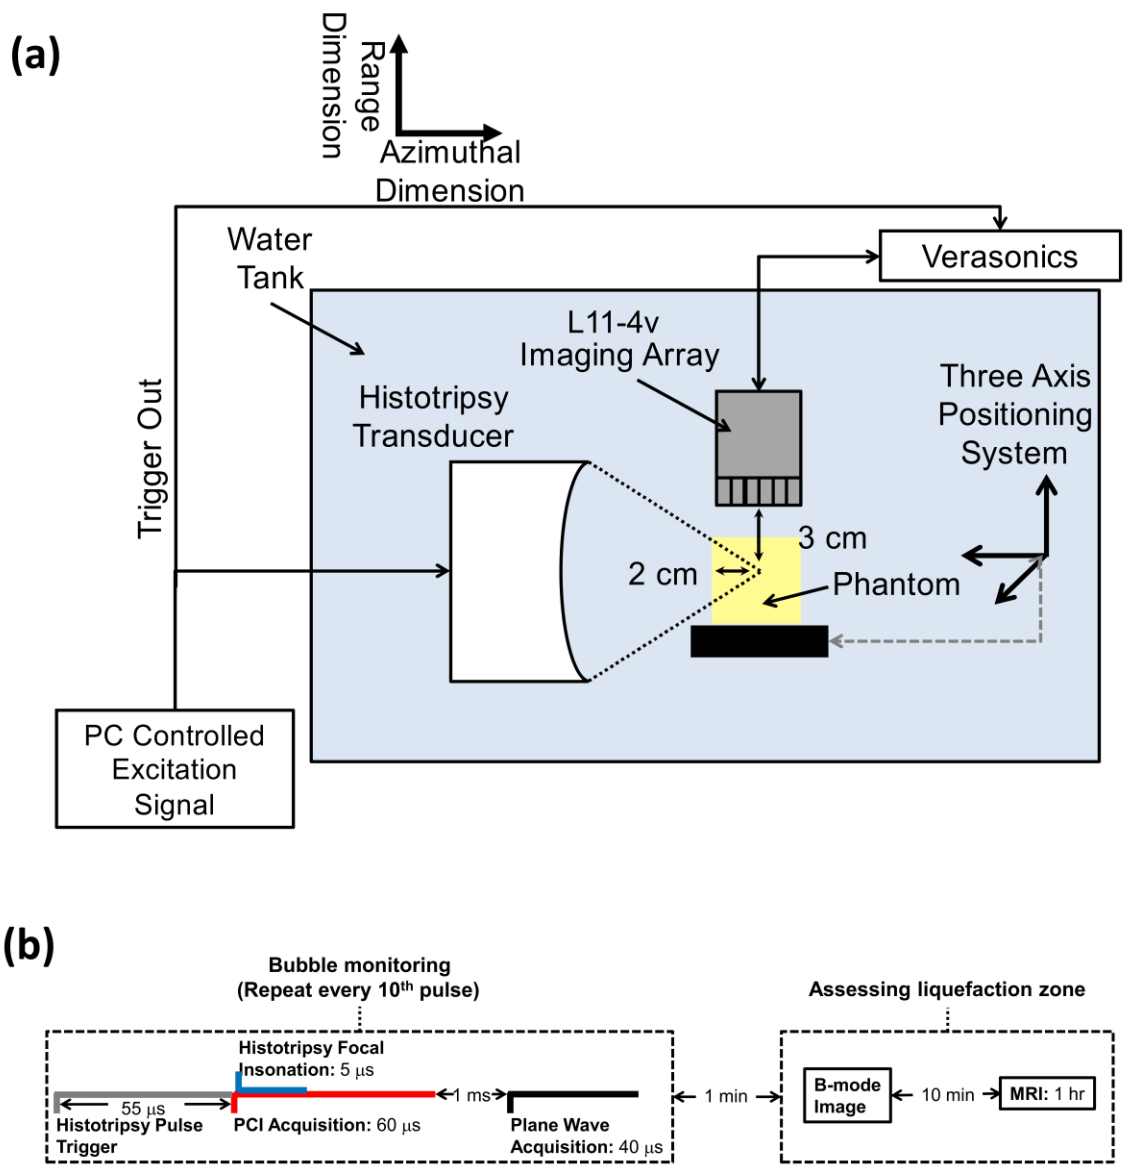 (a)
Range
Dimension
Azimuthal
Dimension
Water
Tank
Verasonics
L11-4v
Imaging Array
Histotripsy
Transducer
Three Axis
Positioning
System
Trigger Out
3 cm
2 cm
Phantom
PC Controlled
Excitation
Signal
(b)
Bubble monitoring
(Repeat every 10th pulse)
Assessing liquefaction zone
Histotripsy Focal
Insonation: 5 μs
55 μs
1 ms
Histotripsy Pulse
Trigger
PCI Acquisition: 60 μs
Plane Wave
Acquisition: 40 μs
1 min
B-mode
Image
10 min
MRI: 1 hr